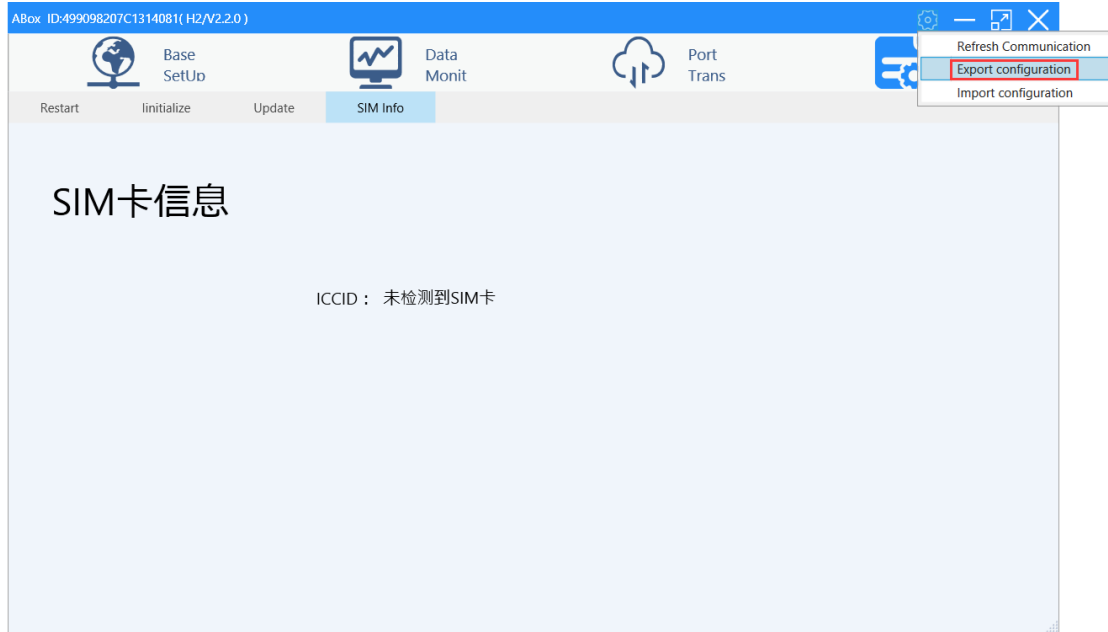 ABox ID:499098207C1314081( H2/V2.2.0 )
Refresh Communication
Export configuration
Import configuration
Base
SetUp
Data
Monit
Port
Trans
Restart
Iinitialize
Update
SIM Info
SIM卡信息
ICCID： 未检测到SIM卡